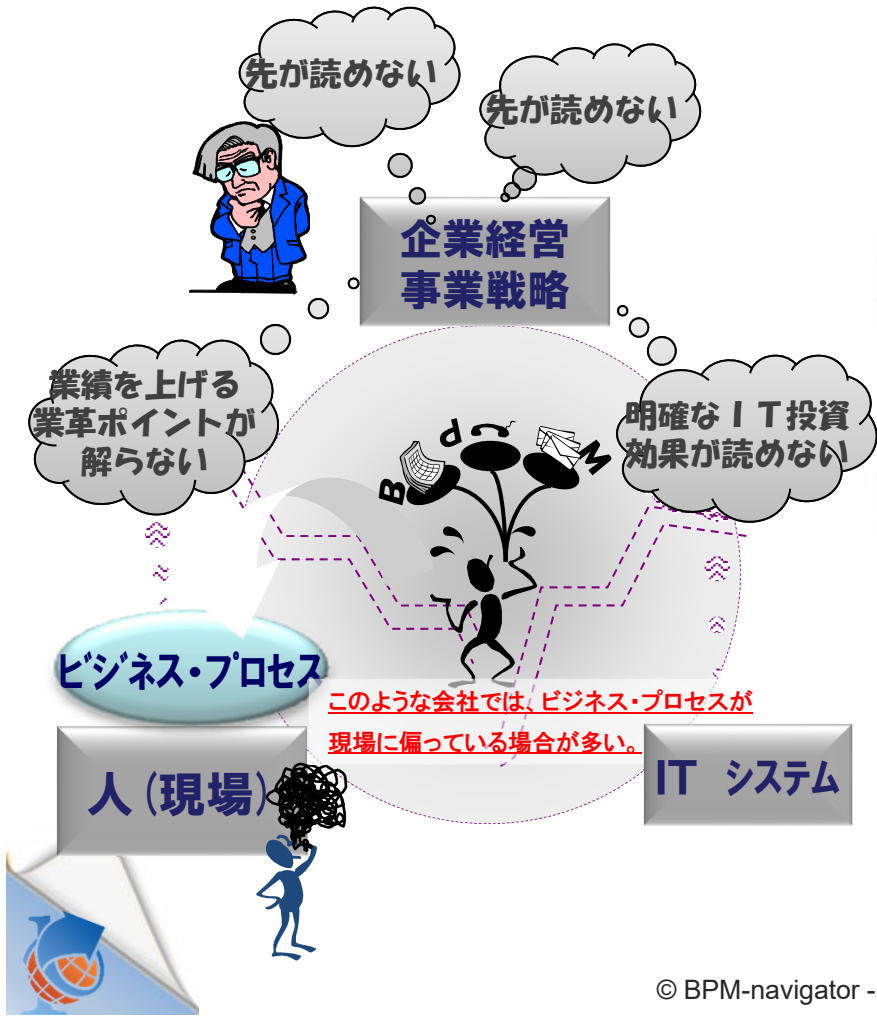 先が読めない
先が読めない
企業経営
事業戦略
業績を上げる
業革ポイントが
解らない
明確なＩＴ投資
効果が読めない
B P M
ビジネス・プロセス
このような会社では、ビジネス・プロセスが
現場に偏っている場合が多い。
人(現場)
IT システム
© BPM-navigator -